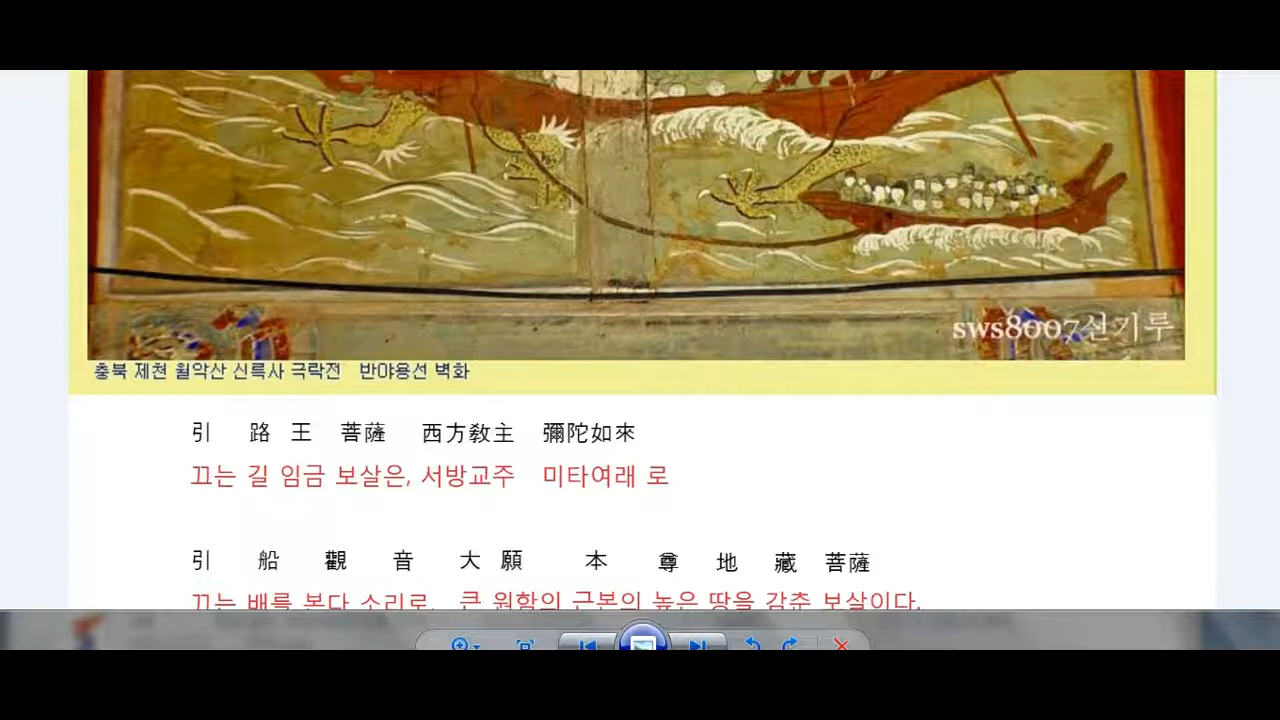 sws8007신기루
충북 제천 월악산 신륵사 극락전 반야용선 벽화
引 路 王 菩薩 西方敎主 彌陀如來
끄는 길 임금 보살은, 서방교주 미타여래 로
引 船 觀 音 大 願 本 尊 地 藏 菩薩
끄는 배를 본다 소리로, 큰 원함의 근본의 높은 땅을 감춘 보살이다.